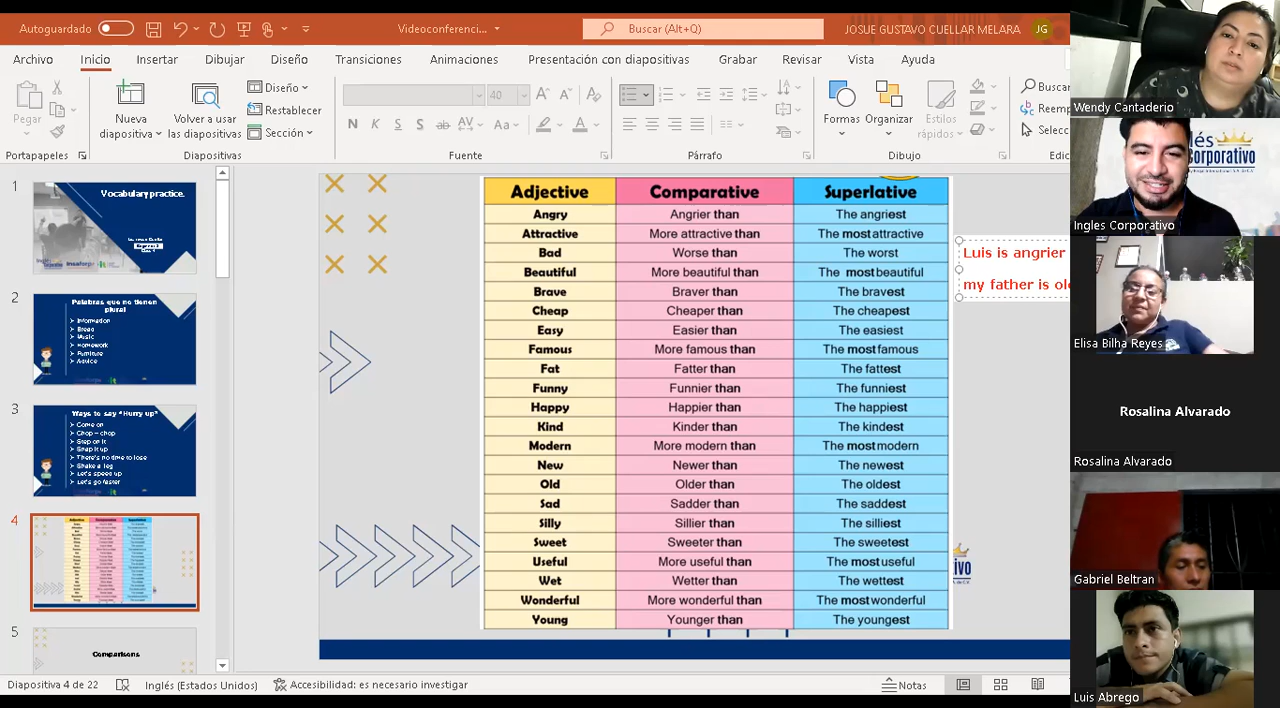 Autoguardado
Videoconferenci...
Buscar (Alt+Q)
JOSUE GUSTAVO CUELLAR MELARA
JG
Archivo
Inicio
Insertar
Dibujar
Diseño
Transiciones
Animaciones
Presentación con diapositivas
Grabar
Revisar
Vista
Ayuda
Pegar
Nueva
diapositiva
Volver a usar
las diapositivas
Diseño
Restablecer
Sección
40
Formas
Organizar
Estilos
rápidos
Buscar
Reemp
Selecc
Portapapeles
Diapositivas
Fuente
Párrafo
Dibujo
Edic
1
Vocabulary practice.
2
Palabras que no tienen
plural
Information
Bread
Music
Homework
Furniture
Advice
3
Ways to say "Hurry up"
Come on
Chop – chop
Step on it
Snap it up
There's no time to lose
Shake a leg
Let's speed up
Let's go faster
4
5
Comparisons
Adjective Comparative Superlative
Angry Angrier than The angriest
Attractive More attractive than The most attractive
Bad Worse than The worst
Beautiful More beautiful than The most beautiful
Brave Braver than The bravest
Cheap Cheaper than The cheapest
Easy Easier than The easiest
Famous More famous than The most famous
Fat Fatter than The fattest
Funny Funnier than The funniest
Happy Happier than The happiest
Kind Kinder than The kindest
Modern More modern than The most modern
New Newer than The newest
Old Older than The oldest
Sad Sadder than The saddest
Silly Sillier than The silliest
Sweet Sweeter than The sweetest
Useful More useful than The most useful
Wet Wetter than The wettest
Wonderful More wonderful than The most wonderful
Young Younger than The youngest
Luis is angrier
my father is old
Diapositiva 4 de 22
Inglés (Estados Unidos)
Accesibilidad: es necesario investigar
Notas
Wendy Cantaderio
Ingles Corporativo
Elisa Bilha Reyes
Rosalina Alvarado
Rosalina Alvarado
Gabriel Beltran
Luis Abrego